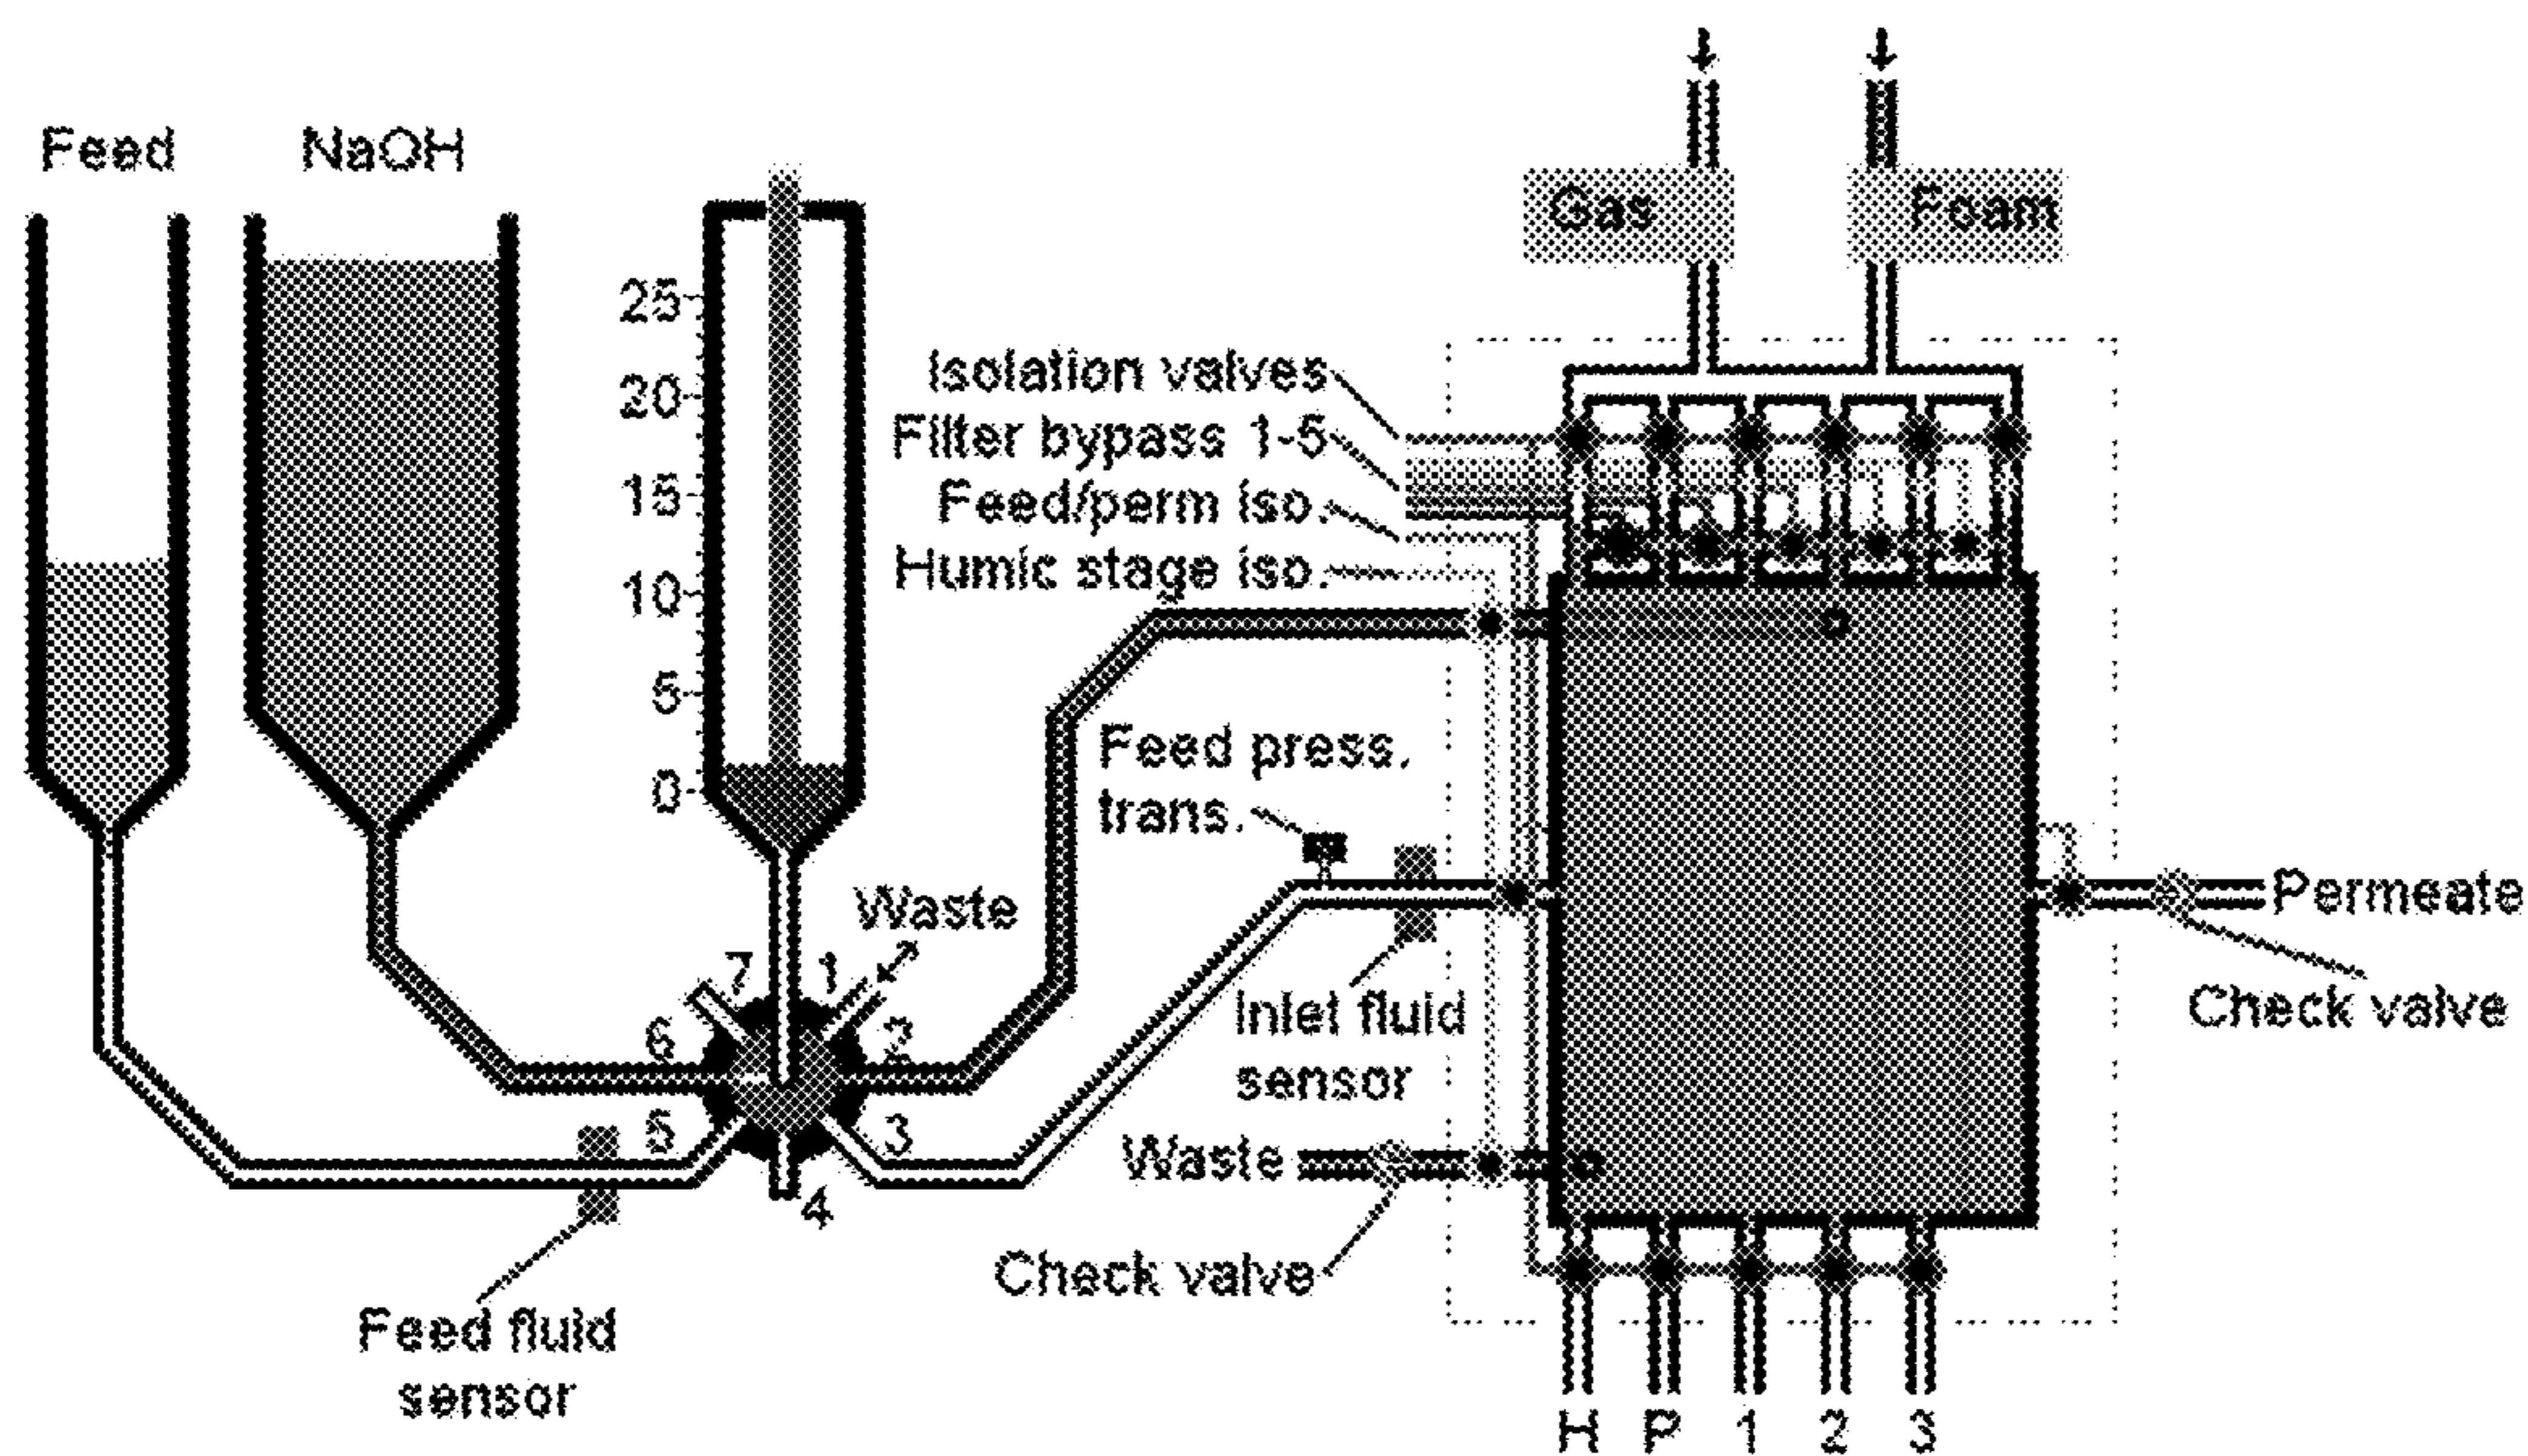 Feed
NaOH
Gas
Foam
25
20
15
10
5
0
Isolation valves
Filter bypass 1-5
Feed/perm iso.
Humic stage iso.
Feed press.
trans.
Waste
7
1
6
2
5
3
4
Inlet fluid
sensor
Permeate
Check valve
Waste
Check valve
Feed fluid
sensor
H P 1 2 3